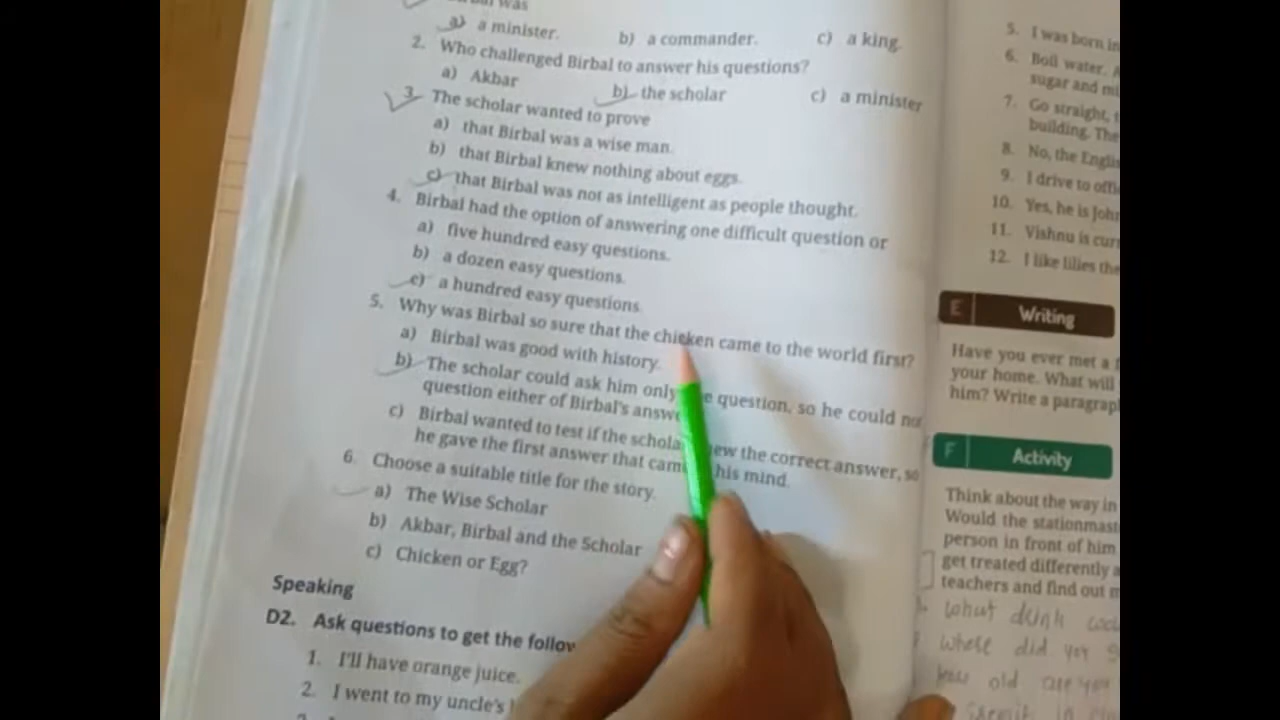 was
a) a minister. b) a commander. c) a king.
2. Who challenged Birbal to answer his questions?
a) Akbar b) the scholar c) a minister
3. The scholar wanted to prove
a) that Birbal was a wise man.
b) that Birbal knew nothing about eggs.
c) that Birbal was not as intelligent as people thought.
4. Birbal had the option of answering one difficult question or
a) five hundred easy questions.
b) a dozen easy questions.
c) a hundred easy questions.
5. Why was Birbal so sure that the chicken came to the world first?
a) Birbal was good with history.
b) The scholar could ask him only question, so he could not
question either of Birbal's
c) Birbal wanted to test if the the correct answer, so
he gave the first answer that his mind.
6. Choose a suitable title for the story.
a) The Wise Scholar
b) Akbar, Birbal and the Scholar
c) Chicken or Egg?
Speaking
D2. Ask questions to get the
1. I'll have orange juice.
2. I went to my uncle's
5. I was born in
6. Boil water.
sugar and
7. Go straight,
building. The
8. No, the
9. I drive to
10. Yes, he is John
11. Vishnu is
12. I like lilies
E Writing
Have you ever met a
your home. What will
him? Write a
F Activity
Think about the way in
Would the
person in front of him
get treated differently
teachers and find out
what drink
where did you
how old are you